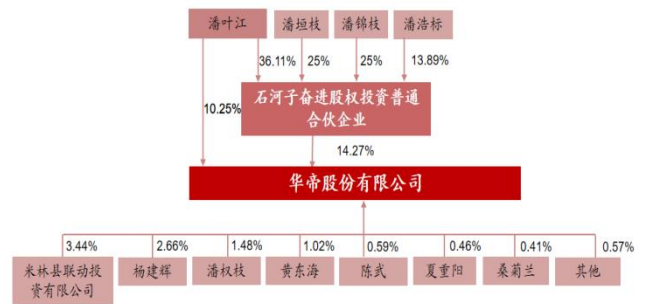 潘叶江
潘垣枝
潘锦枝
潘浩标
36.11%
25%
25%
13.89%
10.25%
石河子奋进股权投资普通
合伙企业
14.27%
华帝股份有限公司
3.44%
2.66%
1.48%
1.02%
0.59%
0.46%
0.41%
0.57%
米林县联动投
资有限公司
杨建辉
潘权枝
黄东海
陈武
夏重阳
桑菊兰
其他